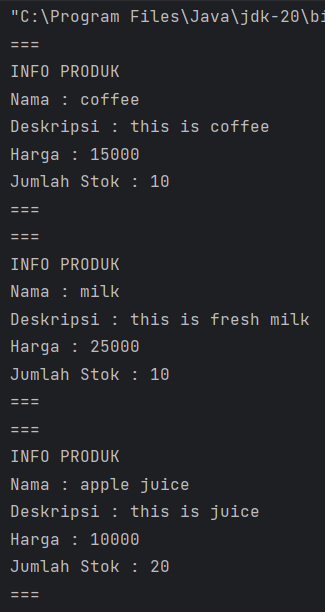 "C:\Program Files\Java\jdk-20\bi
===
INFO PRODUK
Nama : coffee
Deskripsi : this is coffee
Harga : 15000
Jumlah Stok : 10
===
===
INFO PRODUK
Nama : milk
Deskripsi : this is fresh milk
Harga : 25000
Jumlah Stok : 10
===
===
INFO PRODUK
Nama : apple juice
Deskripsi : this is juice
Harga : 10000
Jumlah Stok : 20
===